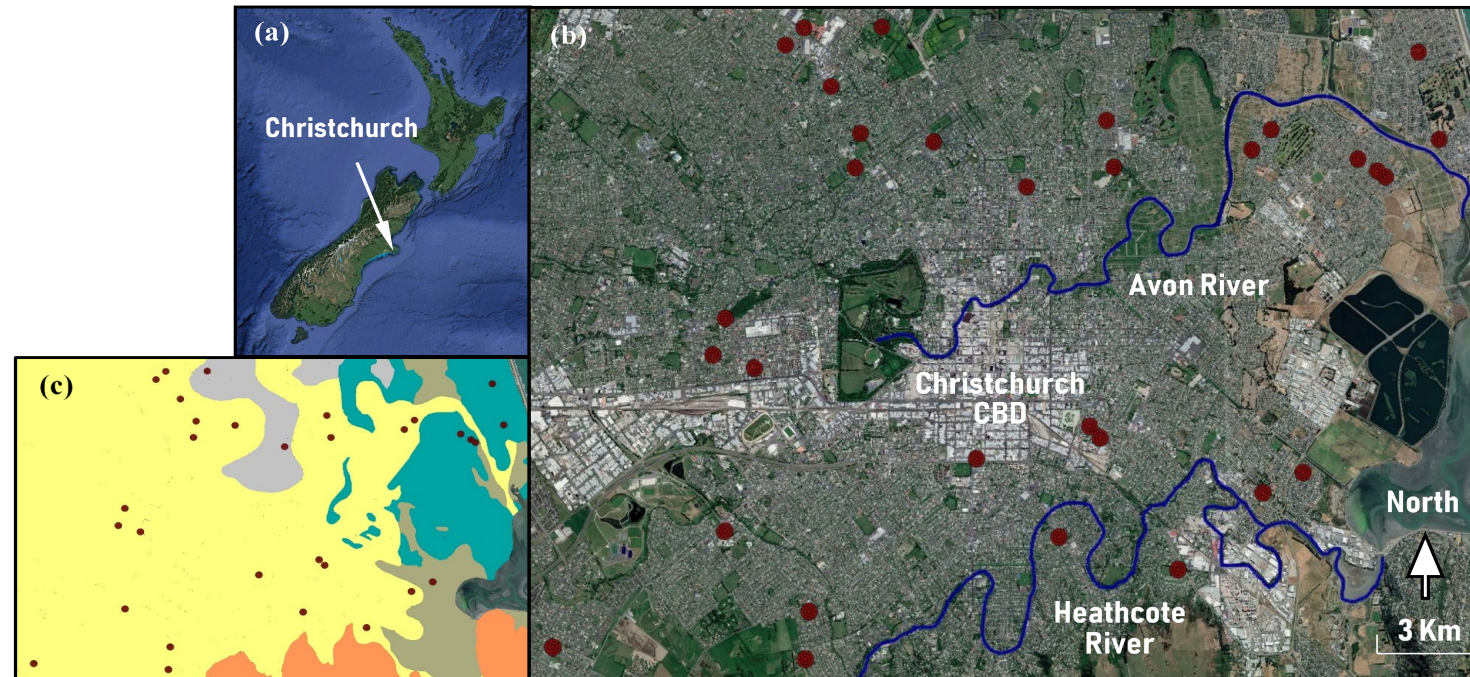 (a)
Christchurch
(b)
Avon River
Christchurch
CBD
North
Heathcote
River
3 Km
(c)